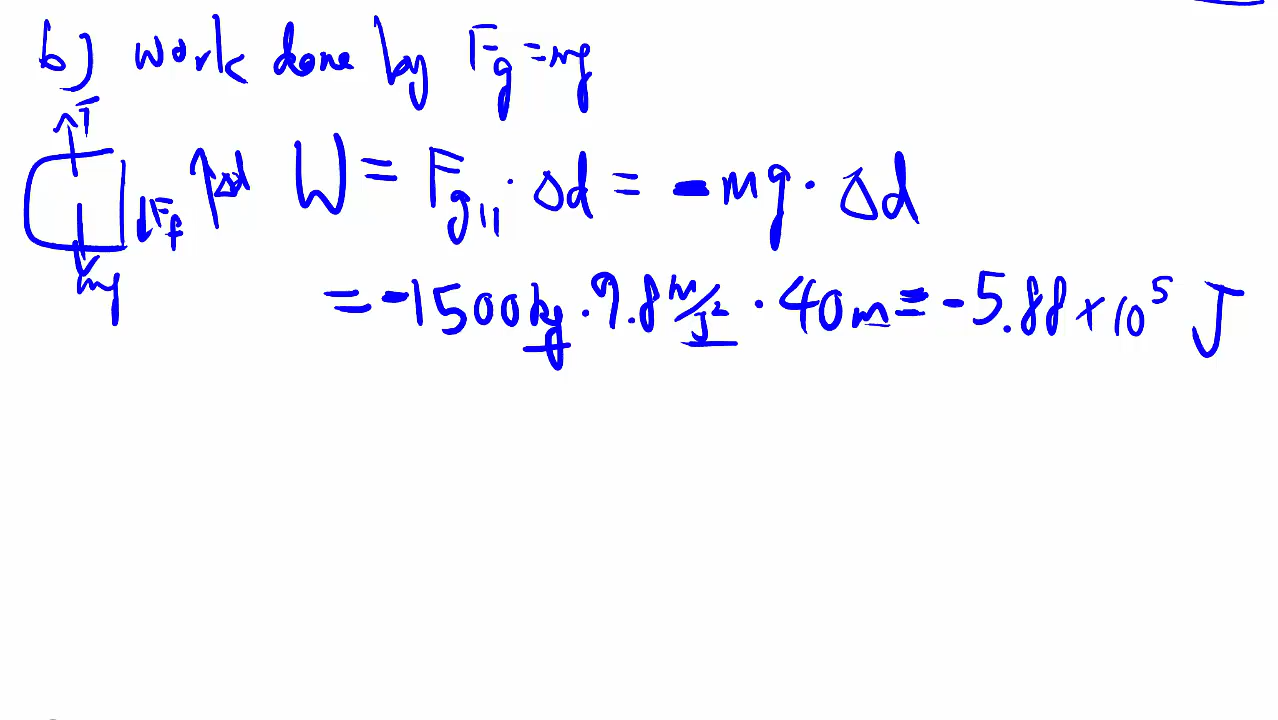 b) work done by Fg = mg
T
W = Fg|| · Δd = -mg · Δd
Δd
Ff
mg
= -1500kg · 9.8 m/s² · 40m = -5.88 × 10⁵ J